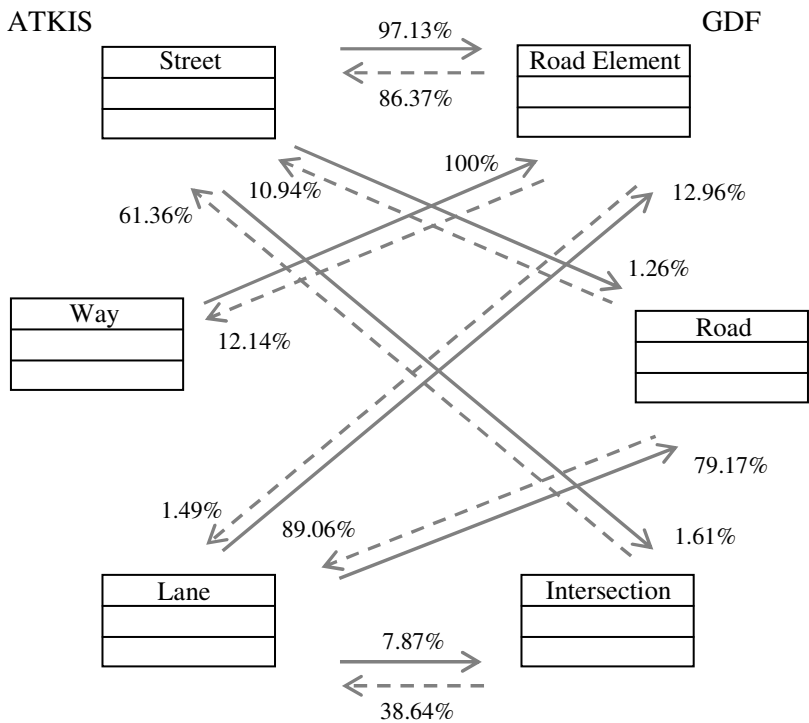 ATKIS
GDF
97.13%
Street
Road Element
86.37%
100%
10.94%
12.96%
61.36%
1.26%
Way
Road
12.14%
79.17%
1.49%
89.06%
1.61%
Lane
Intersection
7.87%
38.64%